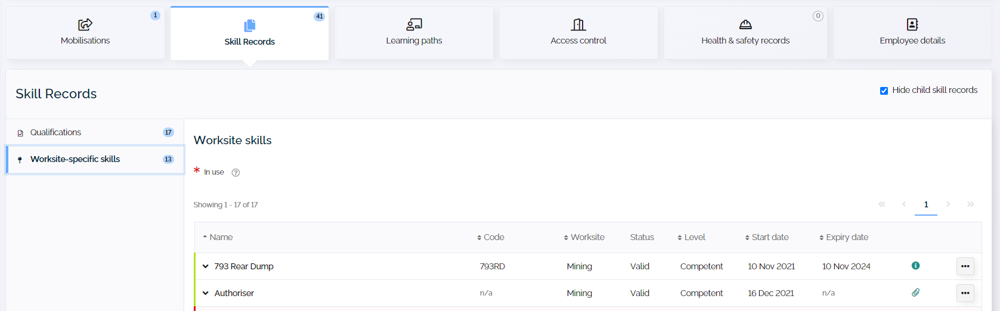 1
41
0
Mobilisations
Skill Records
Learning paths
Access control
Health & safety records
Employee details
Skill Records
Hide child skill records
Qualifications 17
Worksite-specific skills 13
Worksite skills
* In use ?
Showing 1 - 17 of 17
« ‹ 1 › »
Name Code Worksite Status Level Start date Expiry date
793 Rear Dump 793RD Mining Valid Competent 10 Nov 2021 10 Nov 2024
Authoriser n/a Mining Valid Competent 16 Dec 2021 n/a